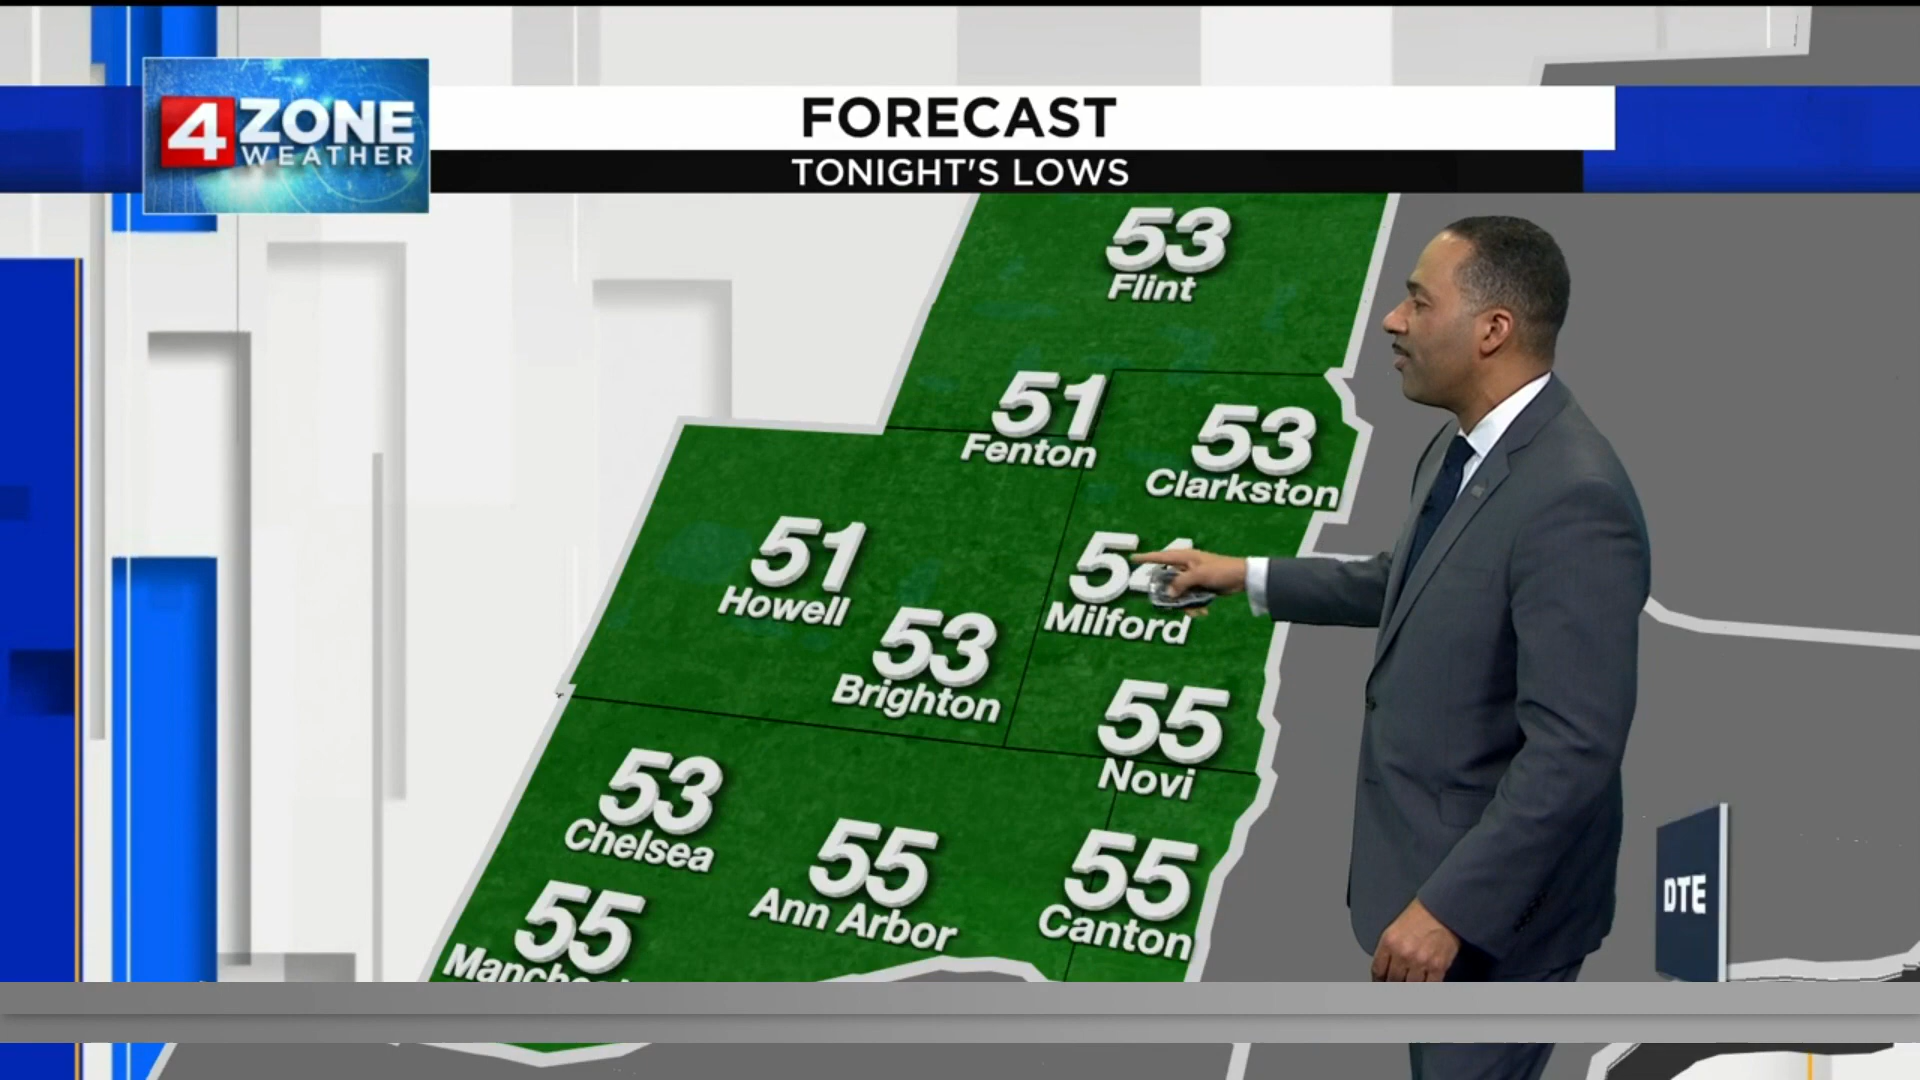 4 ZONE
WEATHER
FORECAST
TONIGHT'S LOWS
53
Flint
51
Fenton
53
Clarkston
51
Howell
54
Milford
53
Brighton
55
Novi
53
Chelsea
55
Ann Arbor
55
Canton
55
DTE